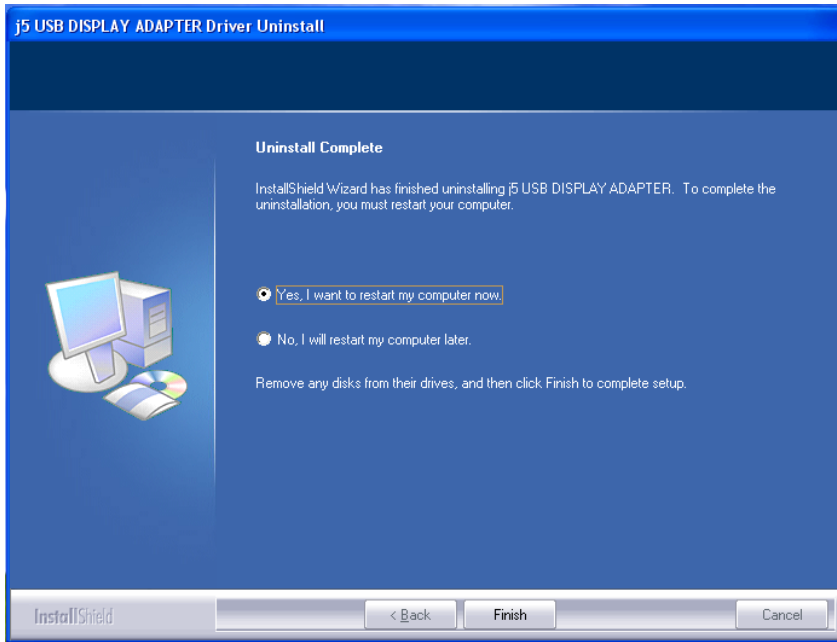 j5 USB DISPLAY ADAPTER Driver Uninstall
Uninstall Complete
InstallShield Wizard has finished uninstalling j5 USB DISPLAY ADAPTER.  To complete the
uninstallation, you must restart your computer.
Yes, I want to restart my computer now.
No, I will restart my computer later.
Remove any disks from their drives, and then click Finish to complete setup.
InstallShield
< Back
Finish
Cancel